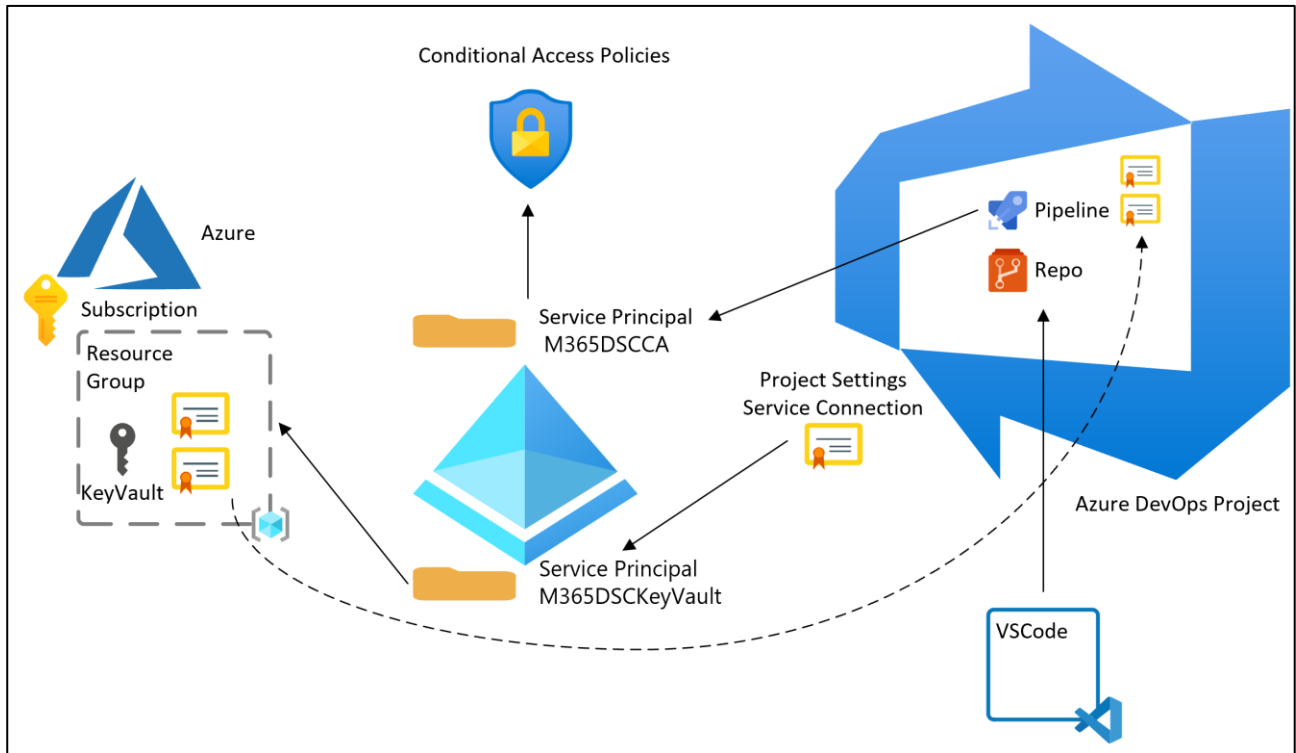 Conditional Access Policies
Azure
Subscription
Resource
Group
KeyVault
Service Principal
M365DSCCA
Project Settings
Service Connection
Service Principal
M365DSCKeyVault
Pipeline
Repo
Azure DevOps Project
VSCode